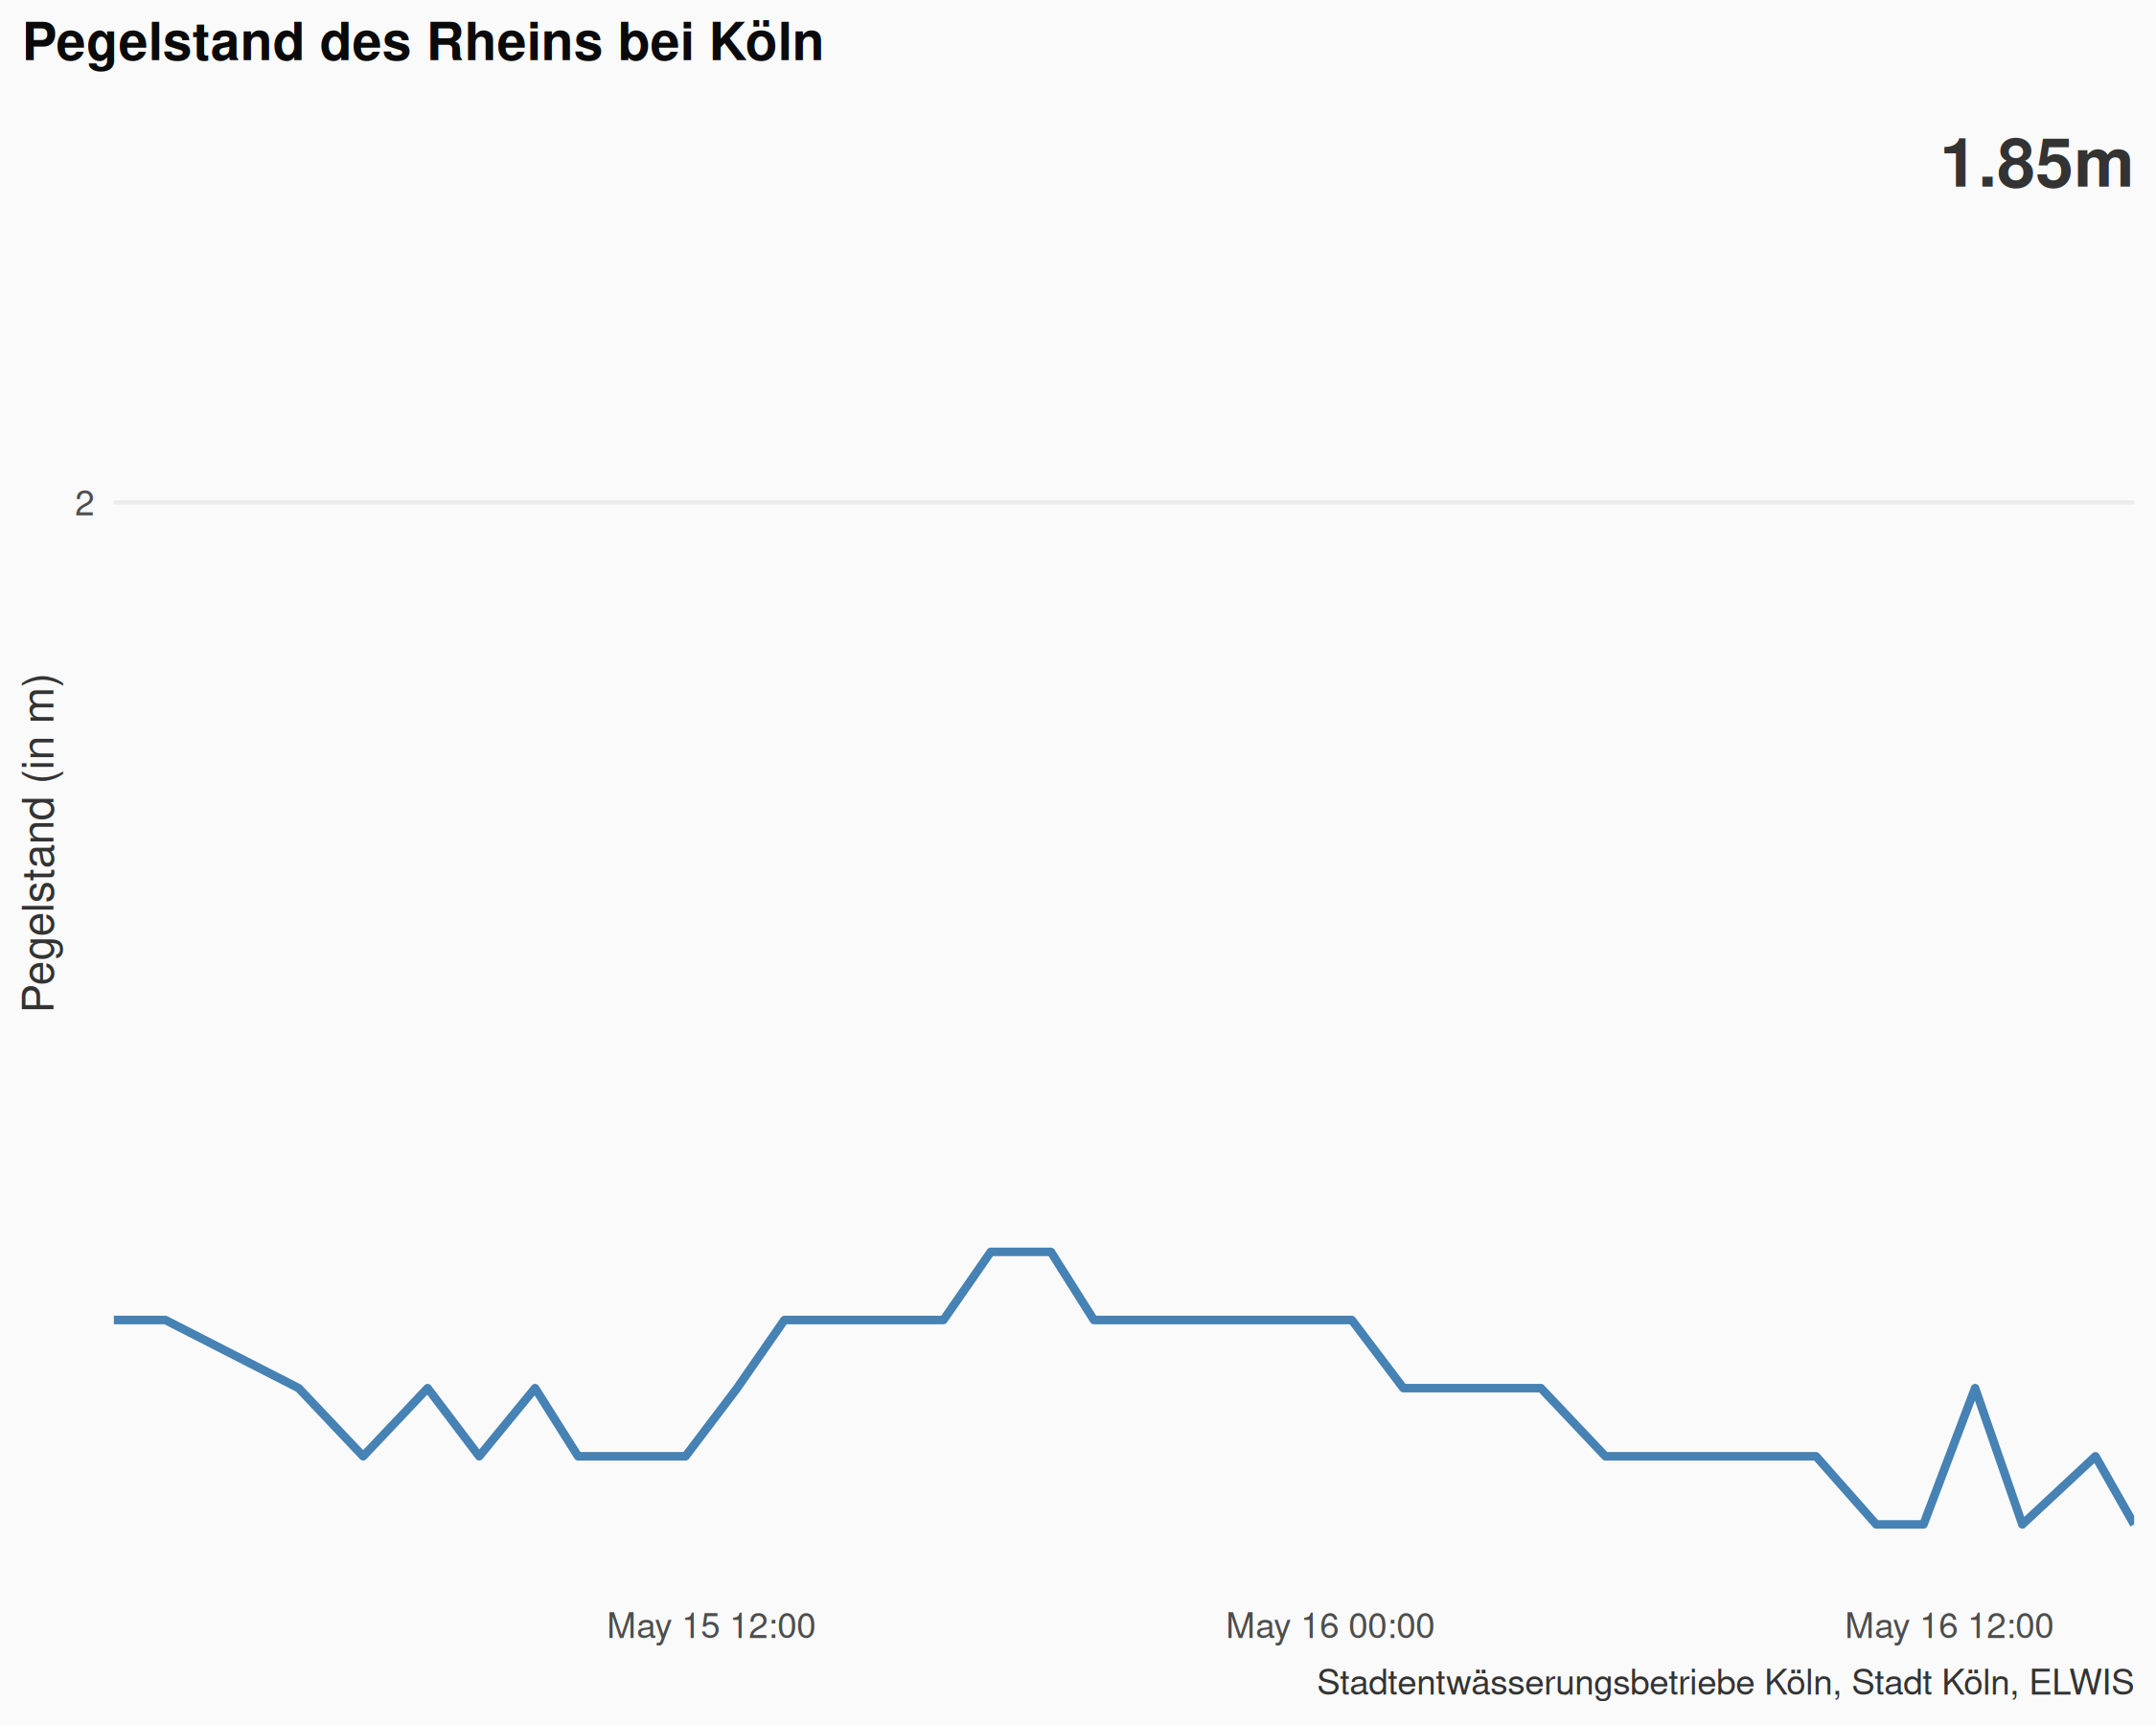 Pegelstand des Rheins bei Köln
1.85m
2
Pegelstand (in m)
May 15 12:00
May 16 00:00
May 16 12:00
Stadtentwässerungsbetriebe Köln, Stadt Köln, ELWIS